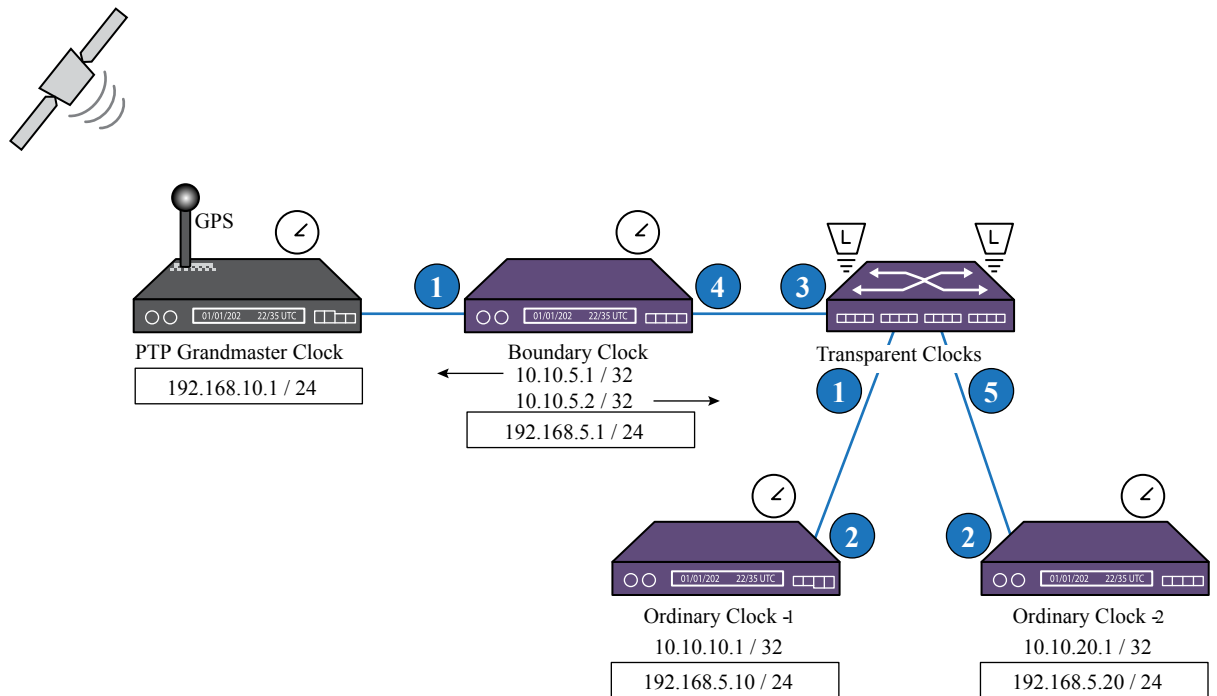 GPS
01/01/202 22/35 UTC
PTP Grandmaster Clock
192.168.10.1 / 24
1
01/01/202 22/35 UTC
4
Boundary Clock
10.10.5.1 / 32
10.10.5.2 / 32
192.168.5.1 / 24
3
L
L
Transparent Clocks
1
5
01/01/202 22/35 UTC
2
Ordinary Clock -1
10.10.10.1 / 32
192.168.5.10 / 24
2
01/01/202 22/35 UTC
Ordinary Clock -2
10.10.20.1 / 32
192.168.5.20 / 24